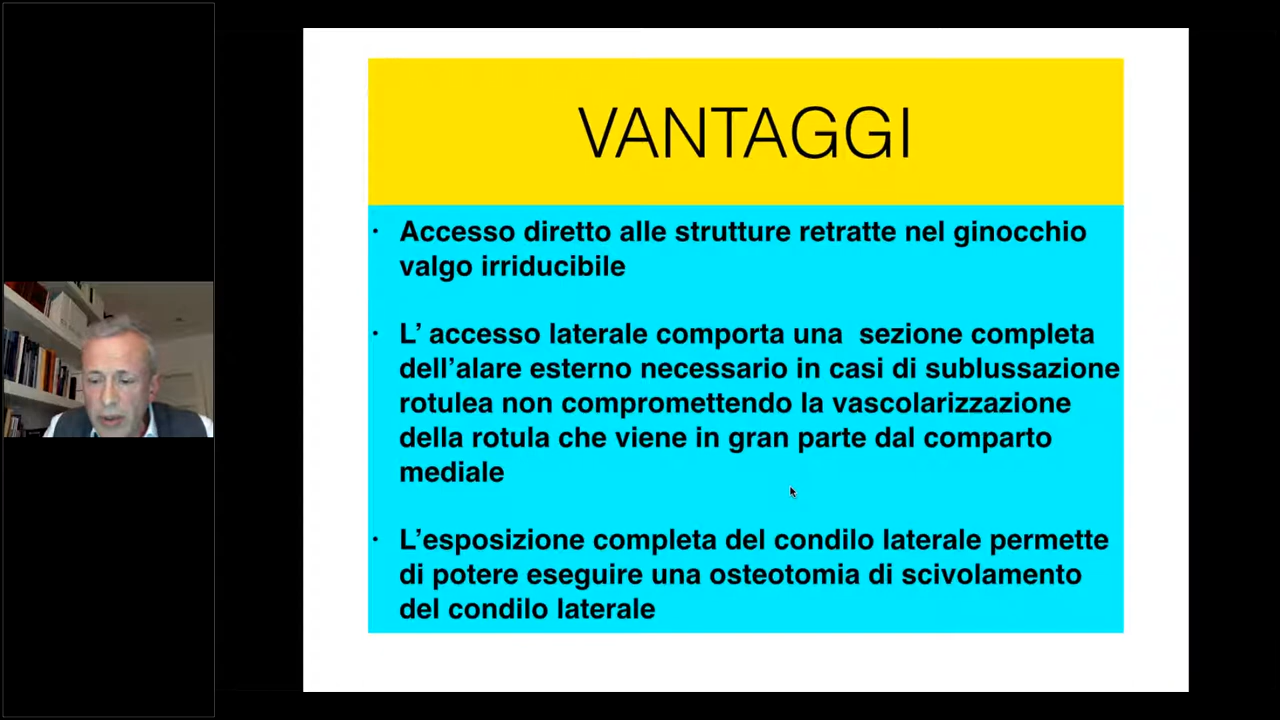 VANTAGGI
· Accesso diretto alle strutture retratte nel ginocchio
valgo irriducibile
· L’ accesso laterale comporta una  sezione completa
dell’alare esterno necessario in casi di sublussazione
rotulea non compromettendo la vascolarizzazione
della rotula che viene in gran parte dal comparto
mediale
· L’esposizione completa del condilo laterale permette
di potere eseguire una osteotomia di scivolamento
del condilo laterale